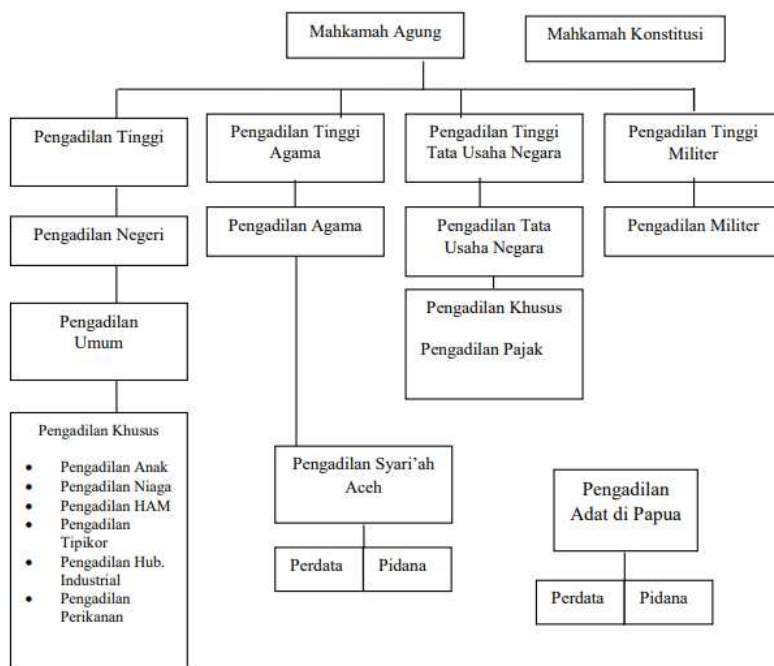 Mahkamah Agung
Mahkamah Konstitusi
Pengadilan Tinggi
Pengadilan Tinggi
Agama
Pengadilan Tinggi
Tata Usaha Negara
Pengadilan Tinggi
Militer
Pengadilan Negeri
Pengadilan Agama
Pengadilan Tata
Usaha Negara
Pengadilan Militer
Pengadilan
Umum
Pengadilan Khusus
Pengadilan Pajak
Pengadilan Khusus
• Pengadilan Anak
• Pengadilan Niaga
• Pengadilan HAM
• Pengadilan
Tipikor
• Pengadilan Hub.
Industrial
• Pengadilan
Perikanan
Pengadilan Syari’ah
Aceh
Perdata
Pidana
Pengadilan
Adat di Papua
Perdata
Pidana